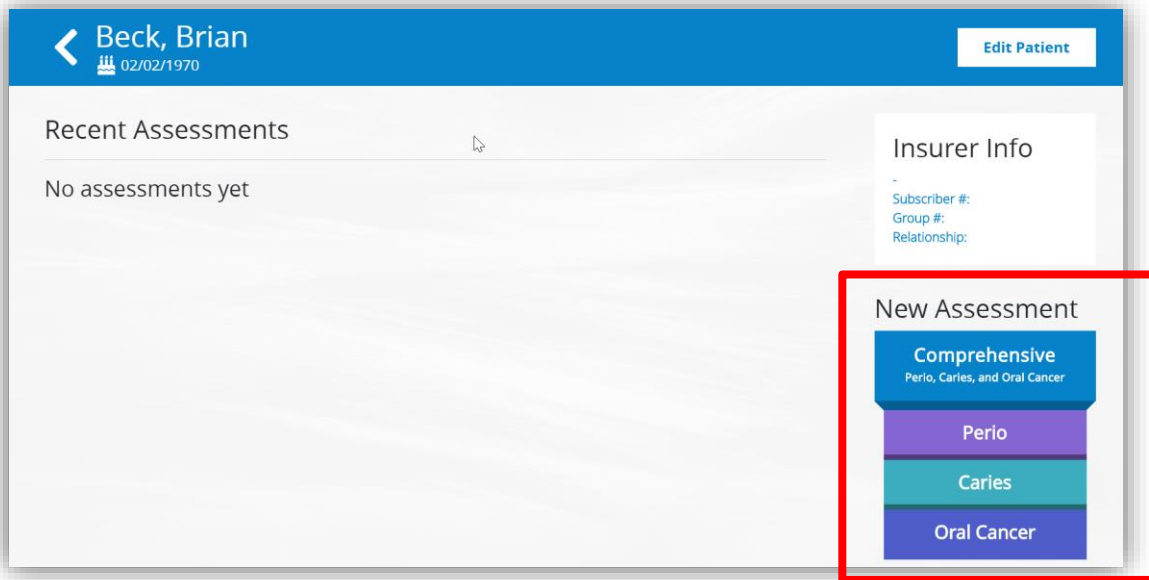 Beck, Brian
02/02/1970
Edit Patient
Recent Assessments
No assessments yet
Insurer Info
-
Subscriber #:
Group #:
Relationship:
New Assessment
Comprehensive
Perio, Caries, and Oral Cancer
Perio
Caries
Oral Cancer